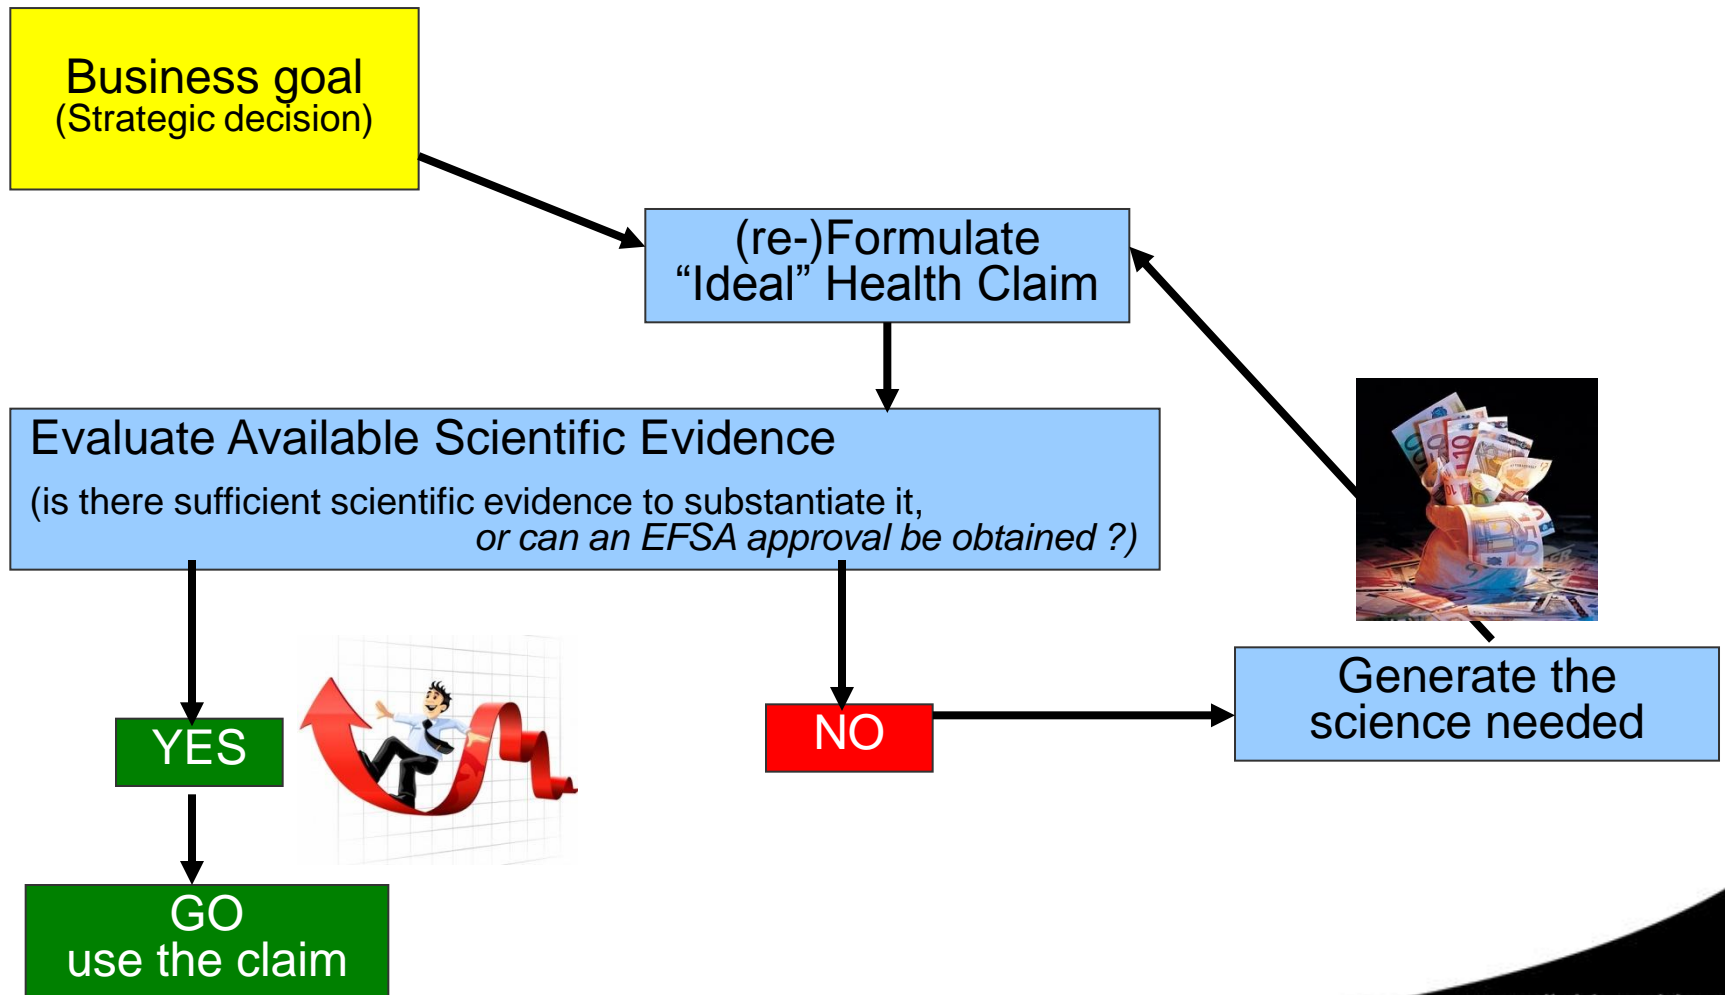 Business goal
(Strategic decision)
(re-)Formulate
“Ideal” Health Claim
Evaluate Available Scientific Evidence
(is there sufficient scientific evidence to substantiate it,
or can an EFSA approval be obtained ?)
YES
NO
Generate the
science needed
GO
use the claim